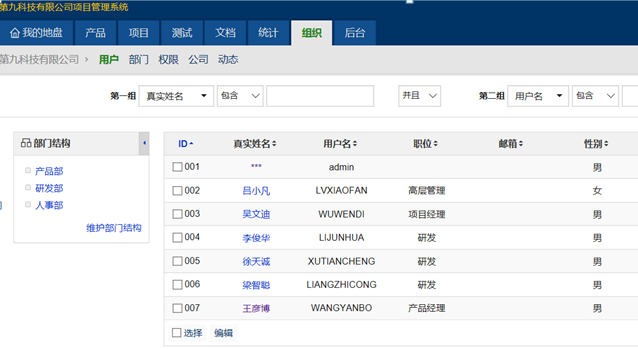 第九科技有限公司项目管理系统
我的地盘 产品 项目 测试 文档 统计 组织 后台
第九科技有限公司 › 用户 部门 权限 公司 动态
第一组 真实姓名 包含 并且 第二组 用户名 包含
部门结构
产品部
研发部
人事部
维护部门结构
ID 真实姓名 用户名 职位 邮箱 性别
001 *** admin 男
002 吕小凡 LVXIAOFAN 高层管理 女
003 吴文迪 WUWENDI 项目经理 男
004 李俊华 LIJUNHUA 研发 男
005 徐天诚 XUTIANCHENG 研发 男
006 梁智聪 LIANGZHICONG 研发 男
007 王彦博 WANGYANBO 产品经理 男
选择 编辑